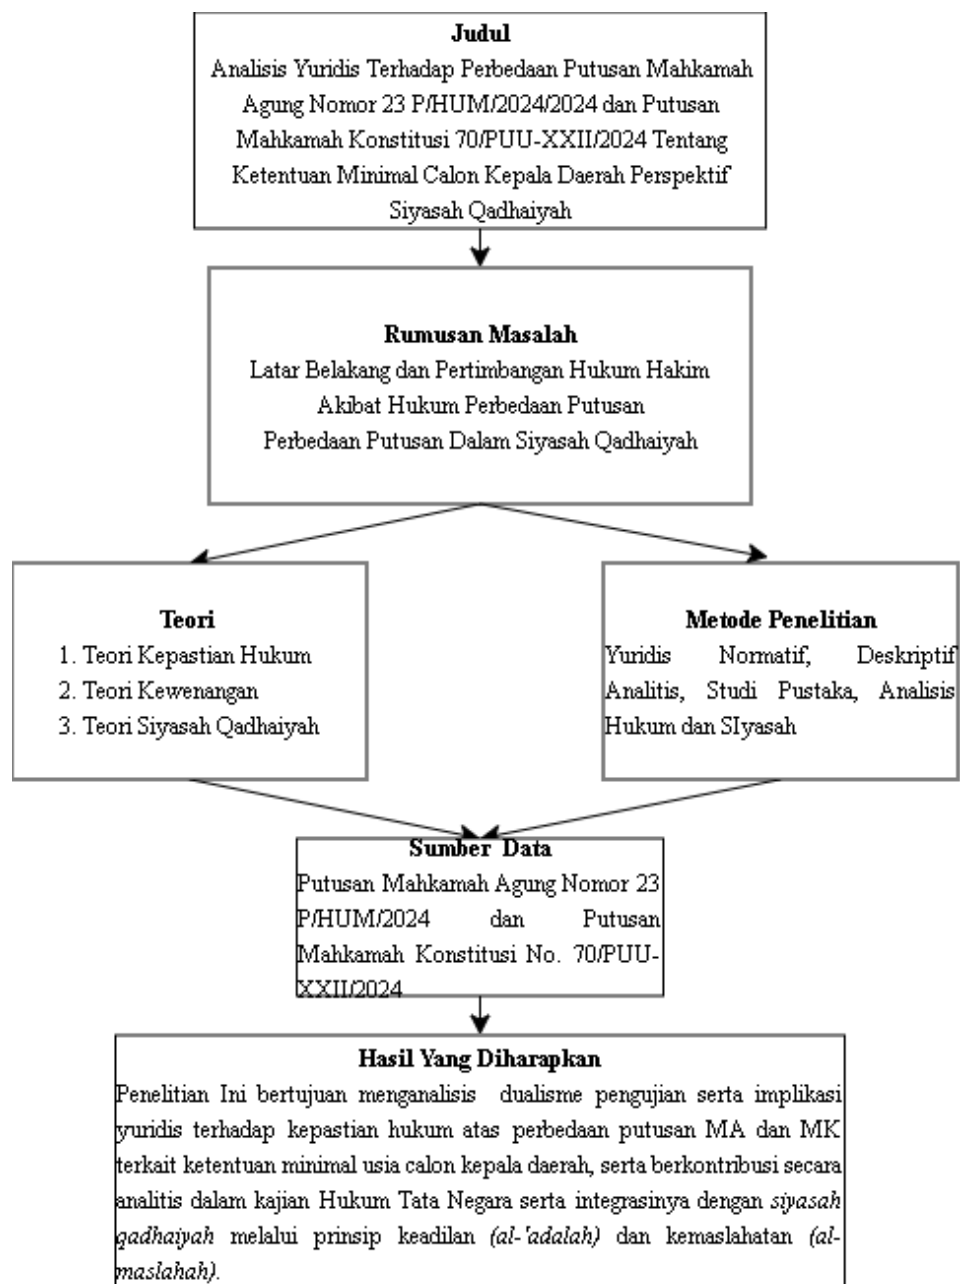 Judul
Analisis Yuridis Terhadap Perbedaan Putusan Mahkamah
Agung Nomor 23 P/HUM/2024/2024 dan Putusan
Mahkamah Konstitusi 70/PUU-XXII/2024 Tentang
Ketentuan Minimal Calon Kepala Daerah Perspektif
Siyasah Qadhaiyah
Rumusan Masalah
Latar Belakang dan Pertimbangan Hukum Hakim
Akibat Hukum Perbedaan Putusan
Perbedaan Putusan Dalam Siyasah Qadhaiyah
Teori
1. Teori Kepastian Hukum
2. Teori Kewenangan
3. Teori Siyasah Qadhaiyah
Metode Penelitian
Yuridis Normatif, Deskriptif
Analitis, Studi Pustaka, Analisis
Hukum dan SIyasah
Sumber Data
Putusan Mahkamah Agung Nomor 23
P/HUM/2024 dan Putusan
Mahkamah Konstitusi No. 70/PUU-
XXII/2024
Hasil Yang Diharapkan
Penelitian Ini bertujuan menganalisis dualisme pengujian serta implikasi
yuridis terhadap kepastian hukum atas perbedaan putusan MA dan MK
terkait ketentuan minimal usia calon kepala daerah, serta berkontribusi secara
analitis dalam kajian Hukum Tata Negara serta integrasinya dengan siyasah
qadhaiyah melalui prinsip keadilan (al-'adalah) dan kemaslahatan (al-
maslahah).